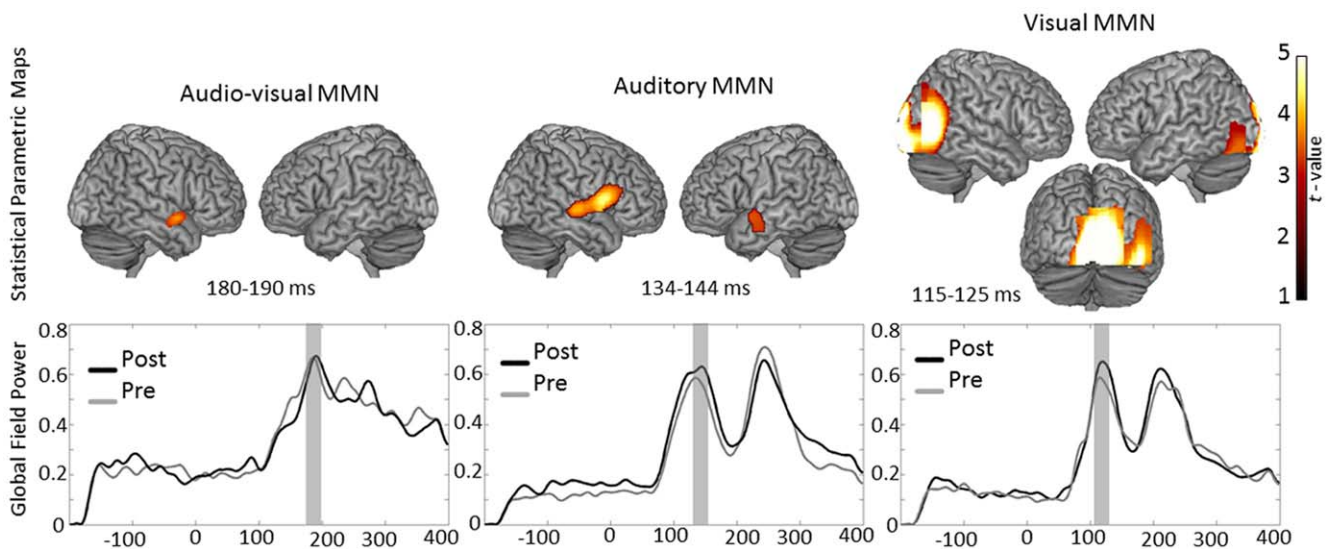 Visual MMN
Audio-visual MMN
Auditory MMN
Statistical Parametric Maps
180-190 ms
134-144 ms
115-125 ms
5
4
3
2
1
t - value
Global Field Power
0.8
0.6
0.4
0.2
0
Post
Pre
-100 0 100 200 300 400
0.8
0.6
0.4
0.2
0
Post
Pre
-100 0 100 200 300 400
0.8
0.6
0.4
0.2
0
Post
Pre
-100 0 100 200 300 400